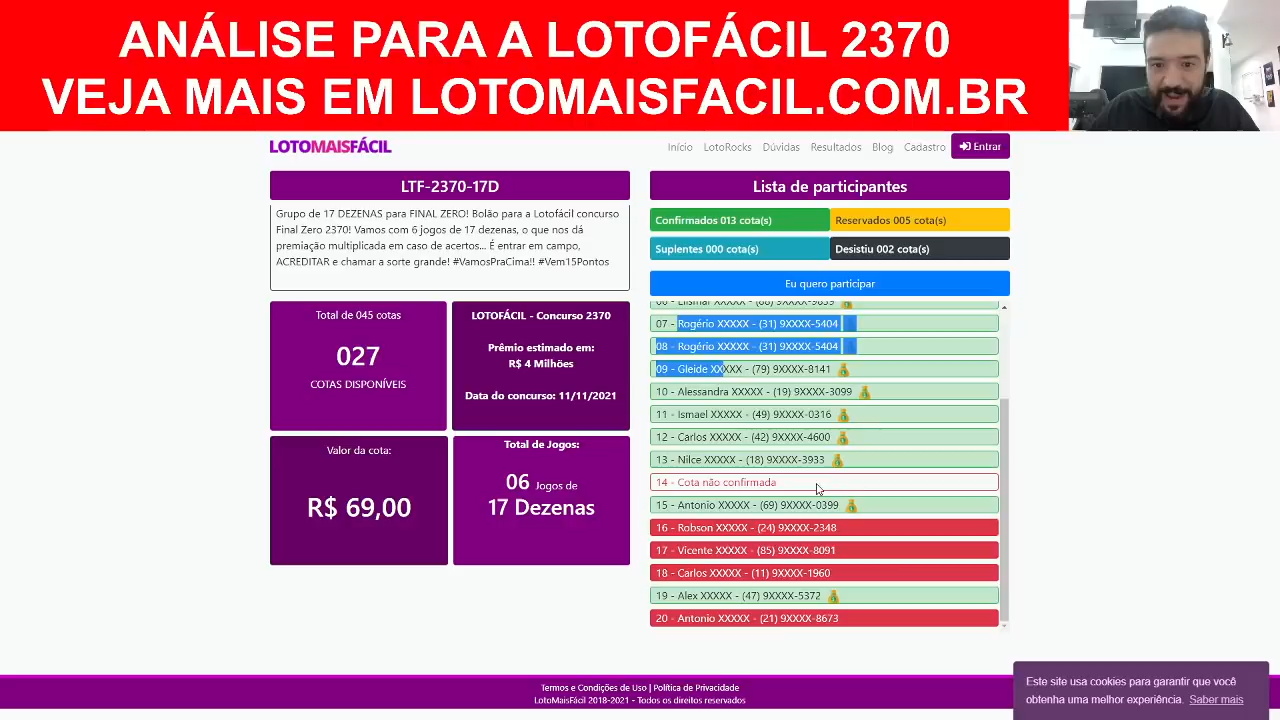 ANÁLISE PARA A LOTOFÁCIL 2370
VEJA MAIS EM LOTOMAISFACIL.COM.BR
LOTOMAISFÁCIL
Início LotoRocks Dúvidas Resultados Blog Cadastro Entrar
LTF-2370-17D
Grupo de 17 DEZENAS para FINAL ZERO! Bolão para a Lotofácil concurso
Final Zero 2370! Vamos com 6 jogos de 17 dezenas, o que nos dá
premiação multiplicada em caso de acertos... É entrar em campo,
ACREDITAR e chamar a sorte grande! #VamosPraCima!! #Vem15Pontos
Total de 045 cotas
027
COTAS DISPONÍVEIS
LOTOFÁCIL - Concurso 2370
Prêmio estimado em:
R$ 4 Milhões
Data do concurso: 11/11/2021
Valor da cota:
R$ 69,00
Total de Jogos:
06 Jogos de
17 Dezenas
Lista de participantes
Confirmados 013 cota(s) Reservados 005 cota(s)
Suplentes 000 cota(s) Desistiu 002 cota(s)
Eu quero participar
07 - Rogério XXXXX - (31) 9XXXX-5404
08 - Rogério XXXXX - (31) 9XXXX-5404
09 - Gleide XXXXX - (79) 9XXXX-8141
10 - Alessandra XXXXX - (19) 9XXXX-3099
11 - Ismael XXXXX - (49) 9XXXX-0316
12 - Carlos XXXXX - (42) 9XXXX-4600
13 - Nilce XXXXX - (18) 9XXXX-3933
14 - Cota não confirmada
15 - Antonio XXXXX - (69) 9XXXX-0399
16 - Robson XXXXX - (24) 9XXXX-2348
17 - Vicente XXXXX - (85) 9XXXX-8091
18 - Carlos XXXXX - (11) 9XXXX-1960
19 - Alex XXXXX - (47) 9XXXX-5372
20 - Antonio XXXXX - (21) 9XXXX-8673
Termos e Condições de Uso | Política de Privacidade
LotoMaisFácil 2018-2021 - Todos os direitos reservados
Este site usa cookies para garantir que você
obtenha uma melhor experiência. Saber mais